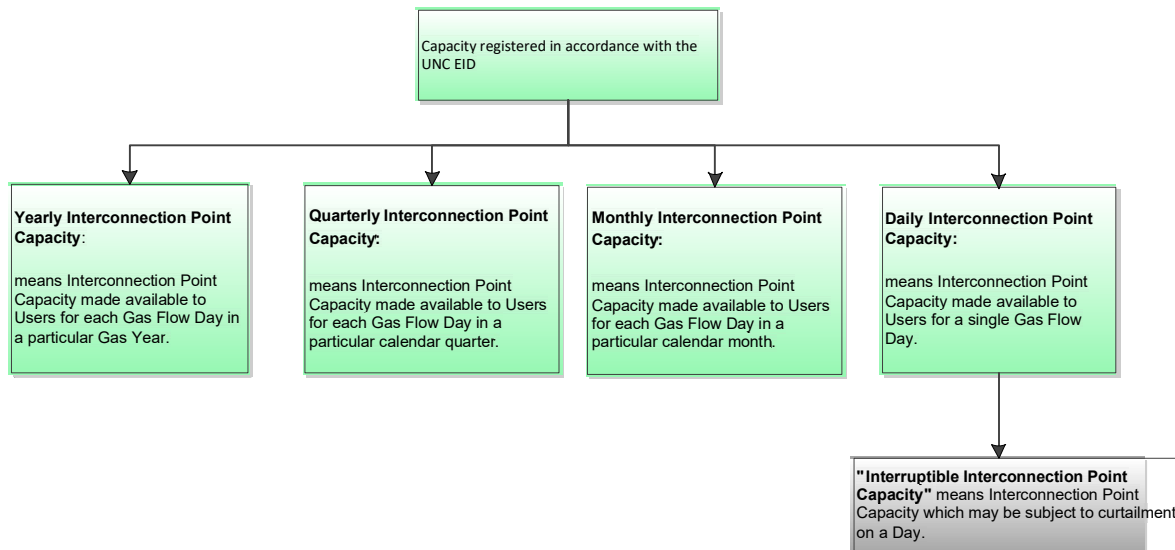 Capacity registered in accordance with the
UNC EID
Yearly Interconnection Point
Capacity:
means Interconnection Point
Capacity made available to
Users for each Gas Flow Day in
a particular Gas Year.
Quarterly Interconnection Point
Capacity:
means Interconnection Point
Capacity made available to Users
for each Gas Flow Day in a
particular calendar quarter.
Monthly Interconnection Point
Capacity:
means Interconnection Point
Capacity made available to Users
for each Gas Flow Day in a
particular calendar month.
Daily Interconnection Point
Capacity:
means Interconnection Point
Capacity made available to
Users for a single Gas Flow
Day.
"Interruptible Interconnection Point
Capacity" means Interconnection Point
Capacity which may be subject to curtailment
on a Day.